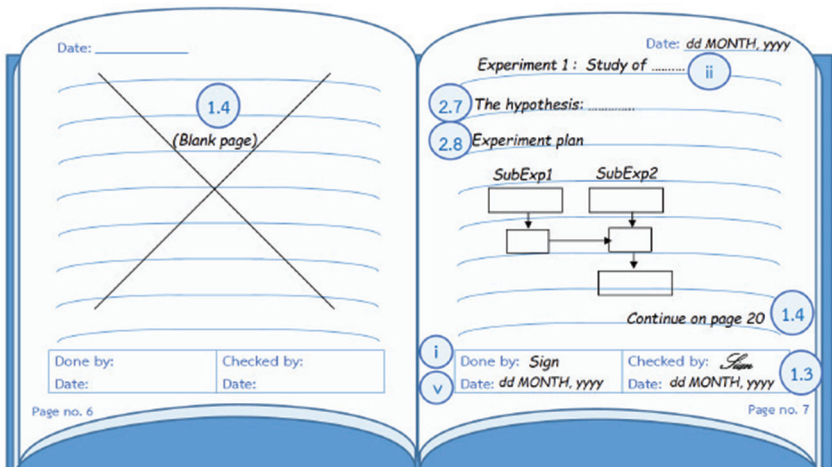 Date: ____________
1.4
(Blank page)
Done by:
Checked by:
Date:
Date:
Page no. 6
Date: dd MONTH, yyyy
Experiment 1 : Study of ......... ii
2.7 The hypothesis: .............
2.8 Experiment plan
SubExp1 SubExp2
Continue on page 20 1.4
i Done by: Sign Checked by: Sign 1.3
v Date: dd MONTH, yyyy Date: dd MONTH, yyyy
Page no. 7